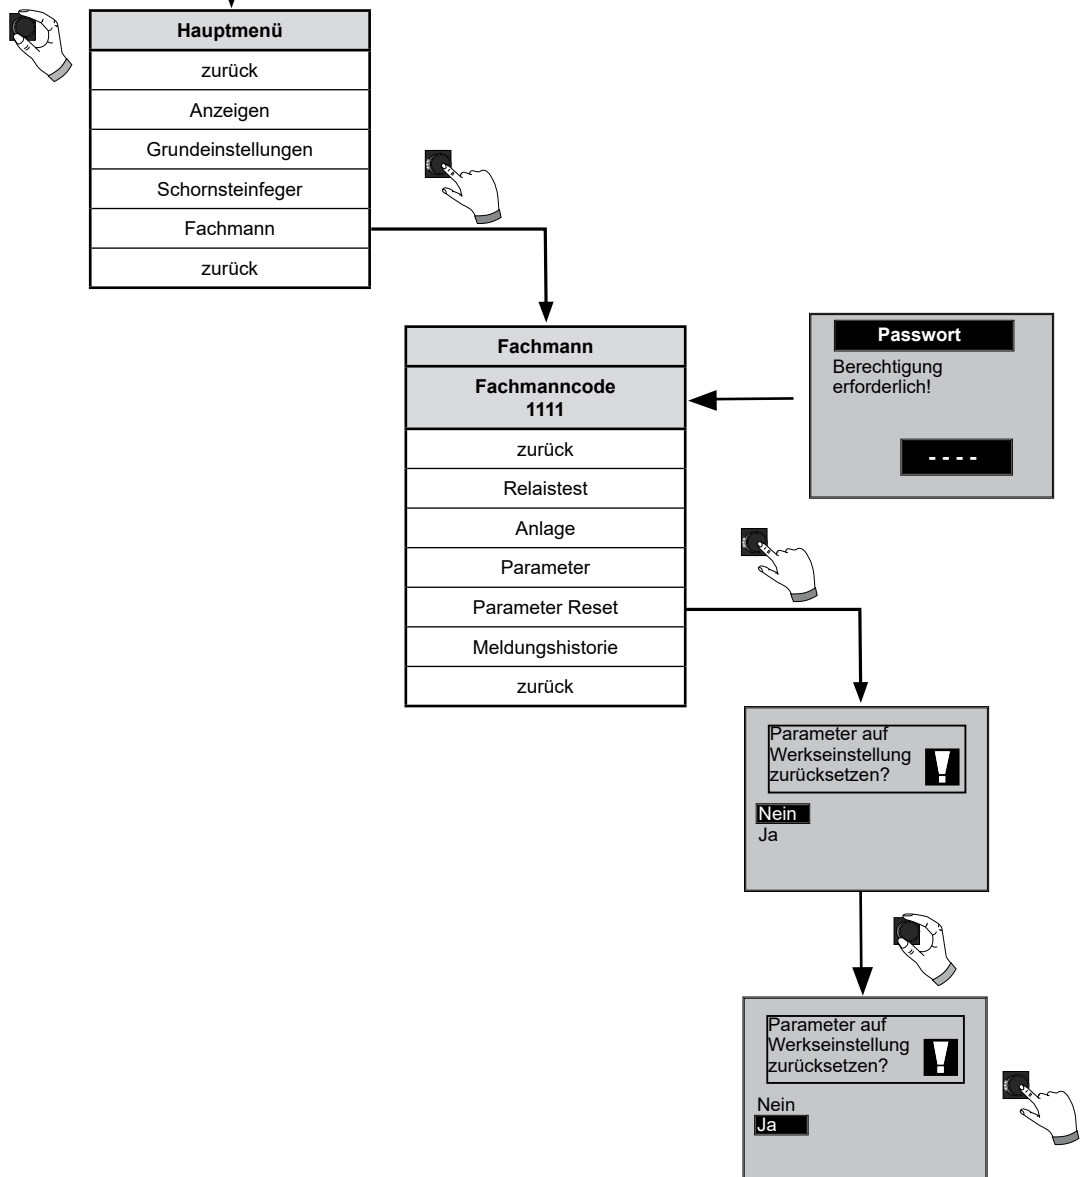 Hauptmenü
zurück
Anzeigen
Grundeinstellungen
Schornsteinfeger
Fachmann
zurück
Fachmann
Fachmanncode
1111
zurück
Relaistest
Anlage
Parameter
Parameter Reset
Meldungshistorie
zurück
Passwort
Berechtigung
erforderlich!
- - - -
Parameter auf
Werkseinstellung
zurücksetzen?
Nein
Ja
Parameter auf
Werkseinstellung
zurücksetzen?
Nein
Ja